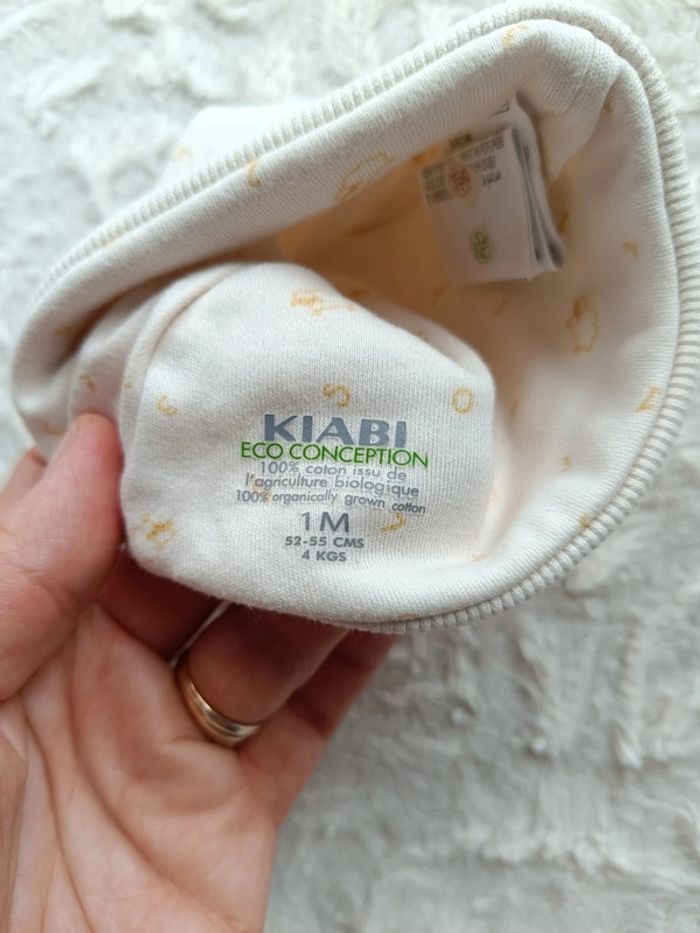 KIABI
ECO CONCEPTION
100% coton issu de
l'agriculture biologique
100% organically grown cotton
1M
52-55 CMS
4 KGS